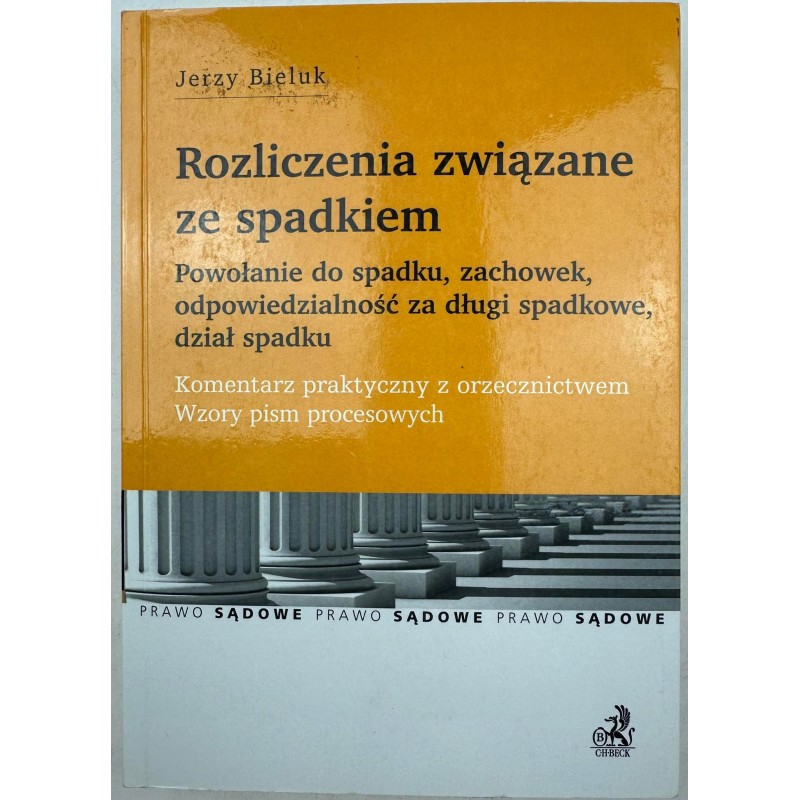 Jerzy Bieluk
Rozliczenia związane
ze spadkiem
Powołanie do spadku, zachowek,
odpowiedzialność za długi spadkowe,
dział spadku
Komentarz praktyczny z orzecznictwem
Wzory pism procesowych
PRAWO SĄDOWE PRAWO SĄDOWE PRAWO SĄDOWE
B
C·H·BECK